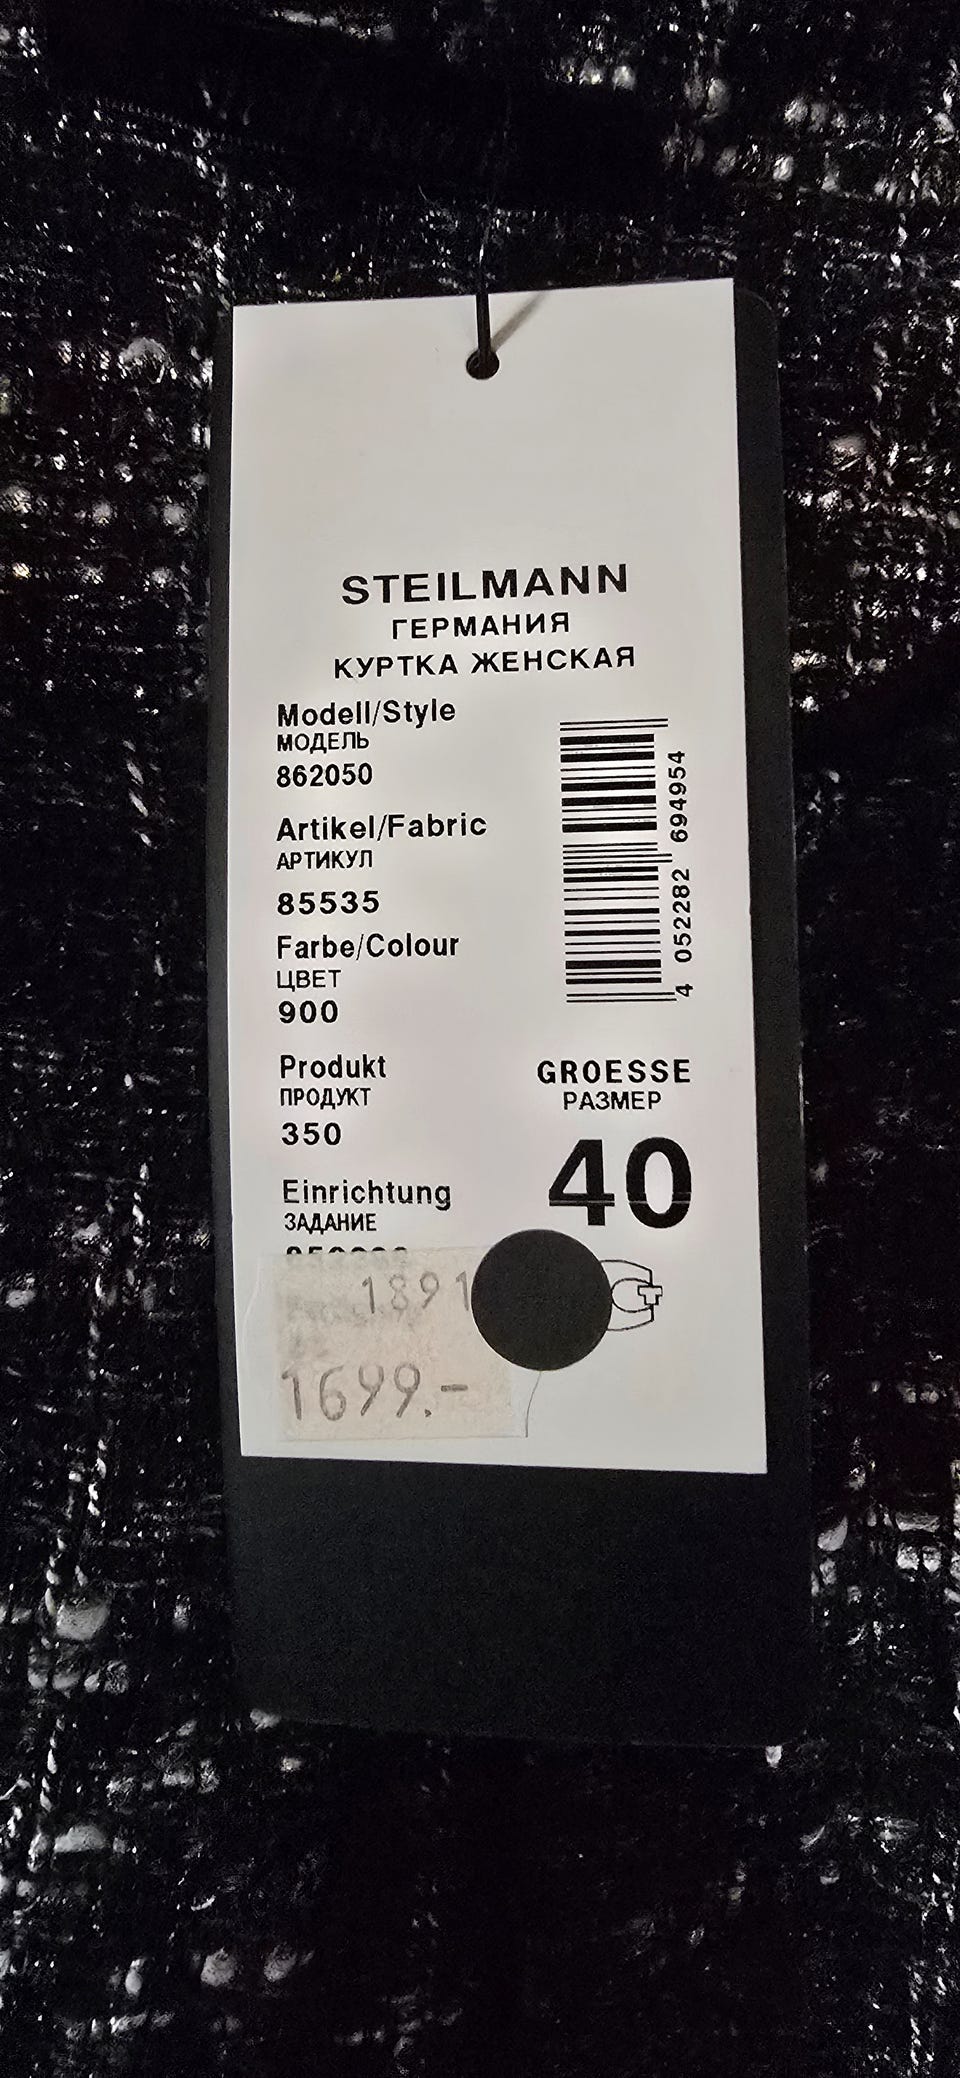 STEILMANN
ГЕРМАНИЯ
КУРТКА ЖЕНСКАЯ
Modell/Style
МОДЕЛЬ
862050
Artikel/Fabric
АРТИКУЛ
85535
Farbe/Colour
ЦВЕТ
900
Produkt
ПРОДУКТ
350
Einrichtung
ЗАДАНИЕ
1891
1699.-
4 052282 694954
GROESSE
РАЗМЕР
40